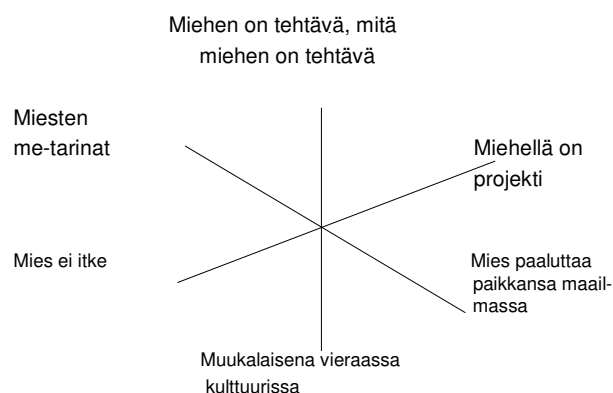 Miehen on tehtävä, mitä
miehen on tehtävä
Miesten
me-tarinat
Miehellä on
projekti
Mies ei itke
Mies paaluttaa
paikkansa maail-
massa
Muukalaisena vieraassa
kulttuurissa